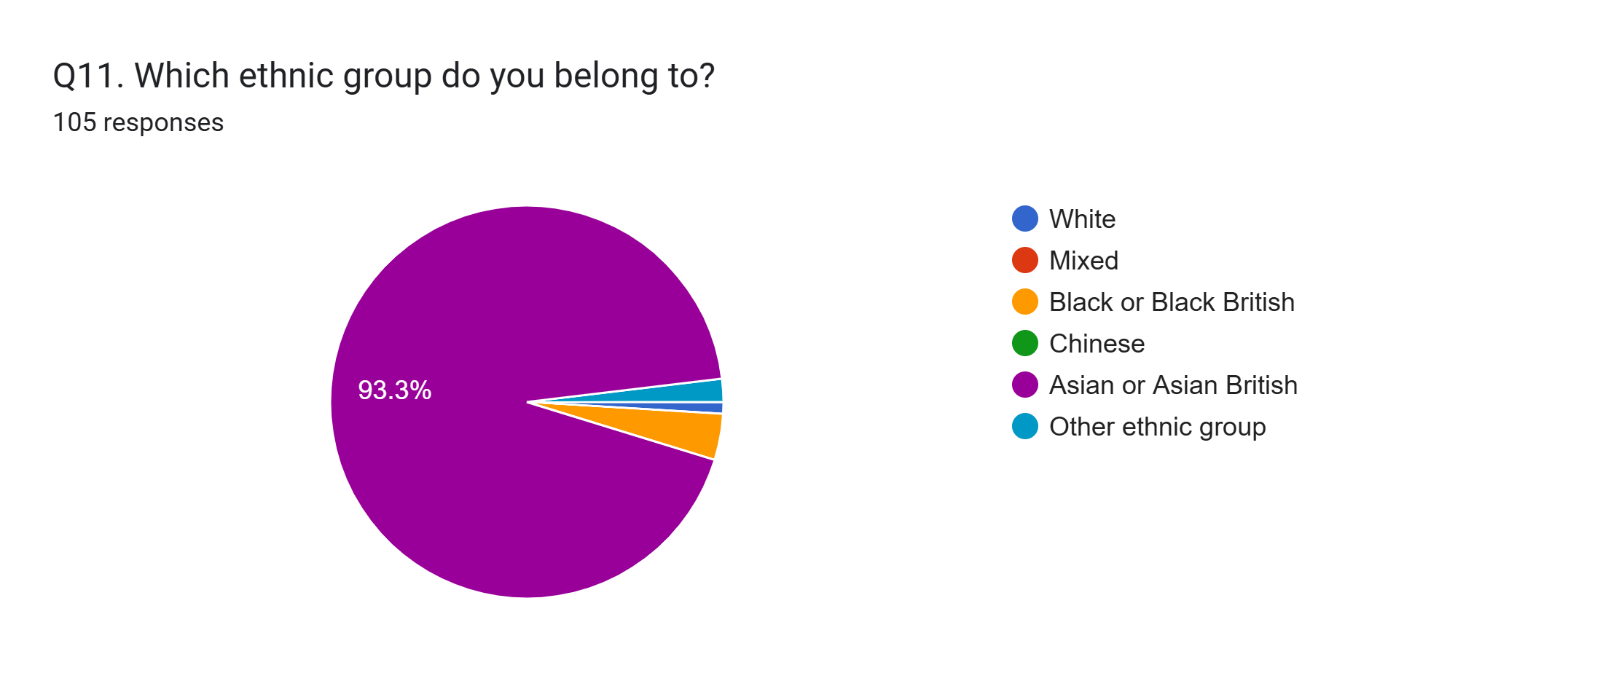 Q11. Which ethnic group do you belong to?
105 responses
93.3%
White
Mixed
Black or Black British
Chinese
Asian or Asian British
Other ethnic group